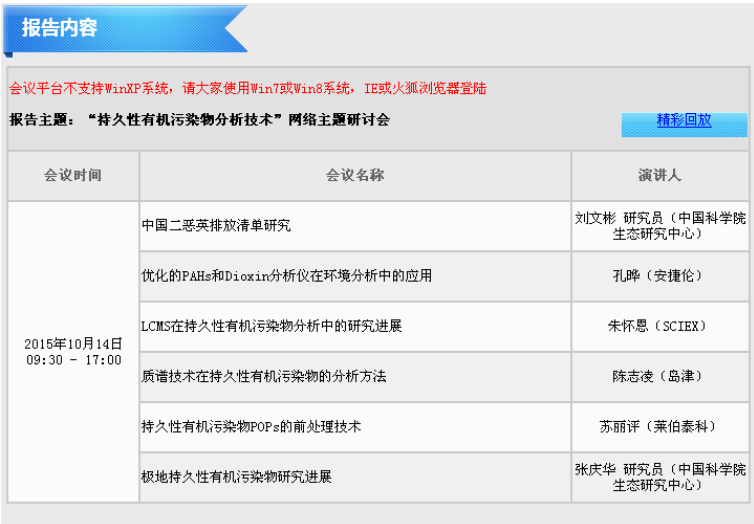 报告内容
会议平台不支持WinXP系统，请大家使用Win7或Win8系统，IE或火狐浏览器登陆
报告主题：“持久性有机污染物分析技术”网络主题研讨会
精彩回放
会议时间
会议名称
演讲人
2015年10月14日
09:30 - 17:00
中国二恶英排放清单研究
刘文彬 研究员（中国科学院
生态研究中心）
优化的PAHs和Dioxin分析仪在环境分析中的应用
孔晔（安捷伦）
LCMS在持久性有机污染物分析中的研究进展
朱怀恩（SCIEX）
质谱技术在持久性有机污染物的分析方法
陈志凌（岛津）
持久性有机污染物POPs的前处理技术
苏丽评（莱伯泰科）
极地持久性有机污染物研究进展
张庆华 研究员（中国科学院
生态研究中心）